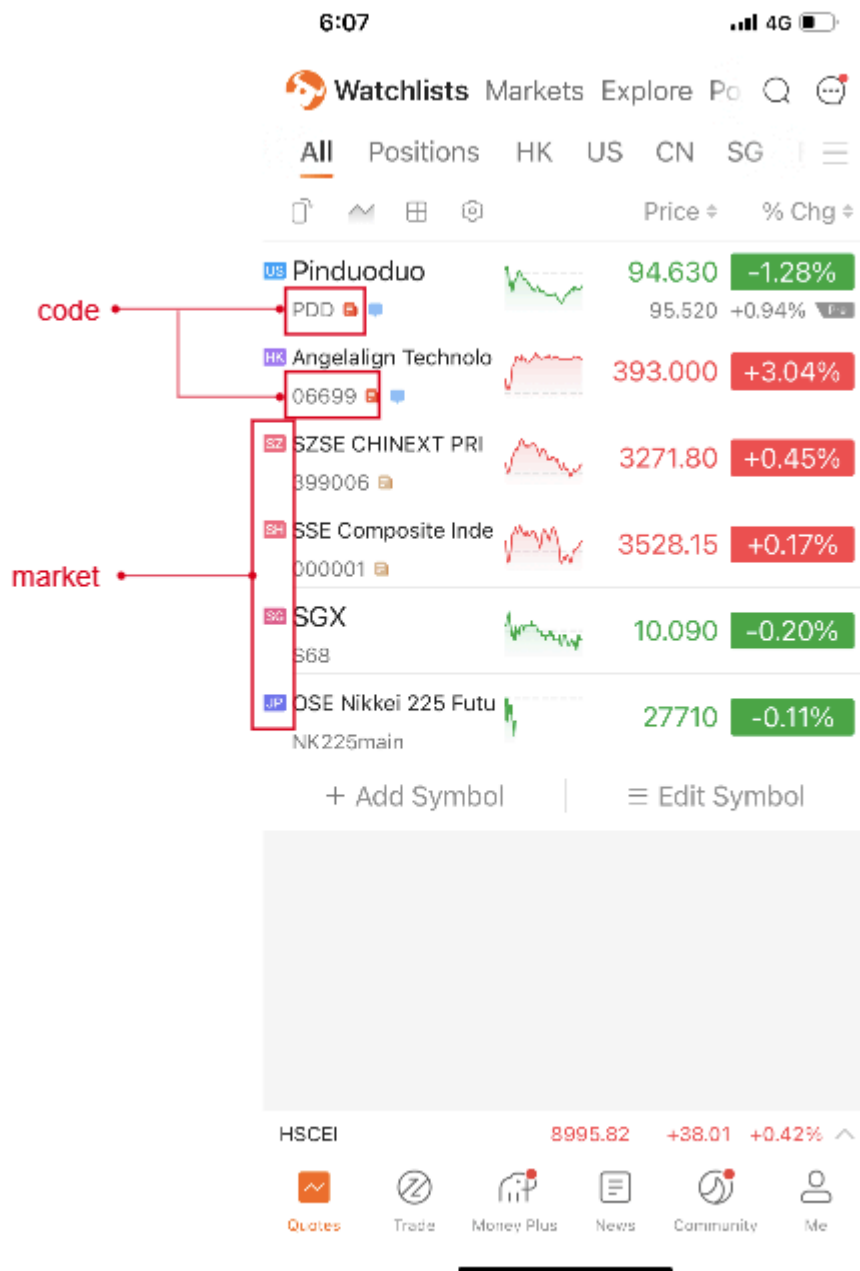 6:07 4G
Watchlists Markets Explore Po
All Positions HK US CN SG
Price % Chg
US Pinduoduo 94.630 -1.28%
code PDD 95.520 +0.94%
HK Angelalign Technolo 393.000 +3.04%
06699
SZ SZSE CHINEXT PRI 3271.80 +0.45%
399006
SH SSE Composite Inde 3528.15 +0.17%
000001
market
SG SGX 10.090 -0.20%
S68
JP OSE Nikkei 225 Futu 27710 -0.11%
NK225main
+ Add Symbol Edit Symbol
HSCEI 8995.82 +38.01 +0.42%
Quotes Trade Money Plus News Community Me